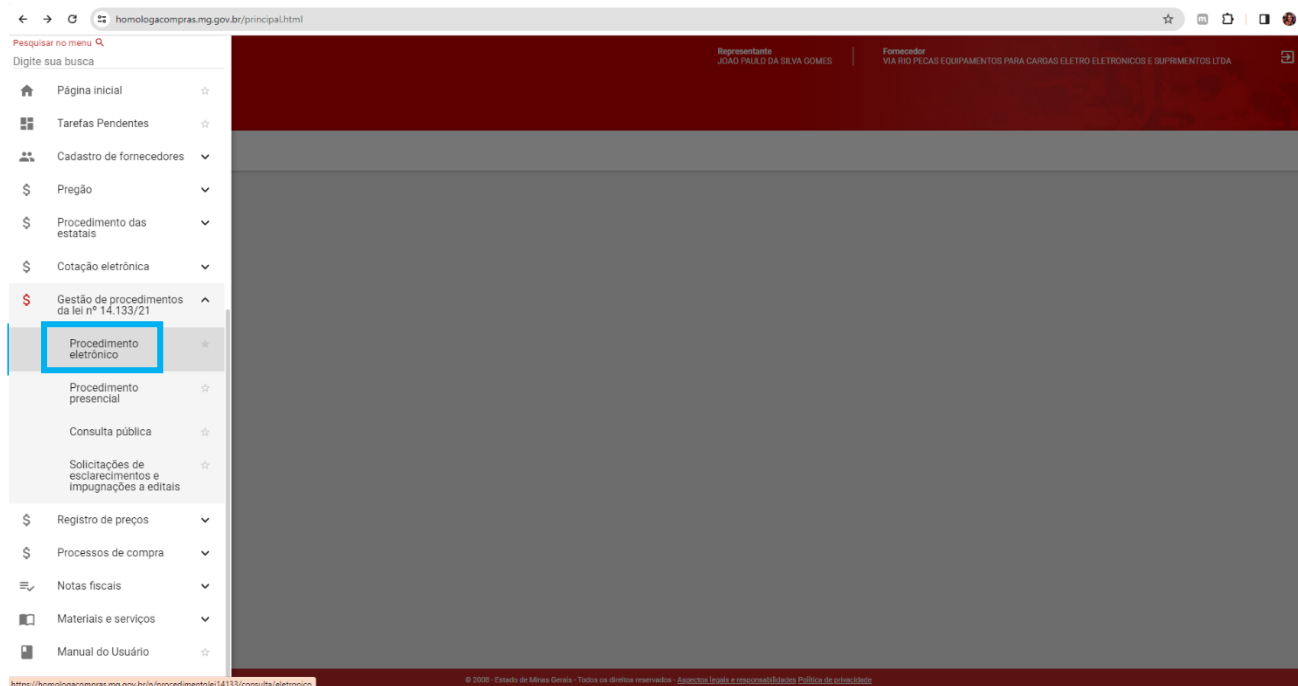 homologacompras.mg.gov.br/principal.html
Pesquisar no menu
Digite sua busca
Representante
JOAO PAULO DA SILVA GOMES
Fornecedor
VIA RIO PECAS EQUIPAMENTOS PARA CARGAS ELETRO ELETRONICOS E SUPRIMENTOS LTDA
Página inicial
Tarefas Pendentes
Cadastro de fornecedores
Pregão
Procedimento das
estatais
Cotação eletrônica
Gestão de procedimentos
da lei nº 14.133/21
Procedimento
eletrônico
Procedimento
presencial
Consulta pública
Solicitações de
esclarecimentos e
impugnações a editais
Registro de preços
Processos de compra
Notas fiscais
Materiais e serviços
Manual do Usuário
https://homologacompras.mg.gov.br/n/procedimentolei14133/consulta/eletronico
© 2008 - Estado de Minas Gerais - Todos os direitos reservados - Aspectos legais e responsabilidades Política de privacidade